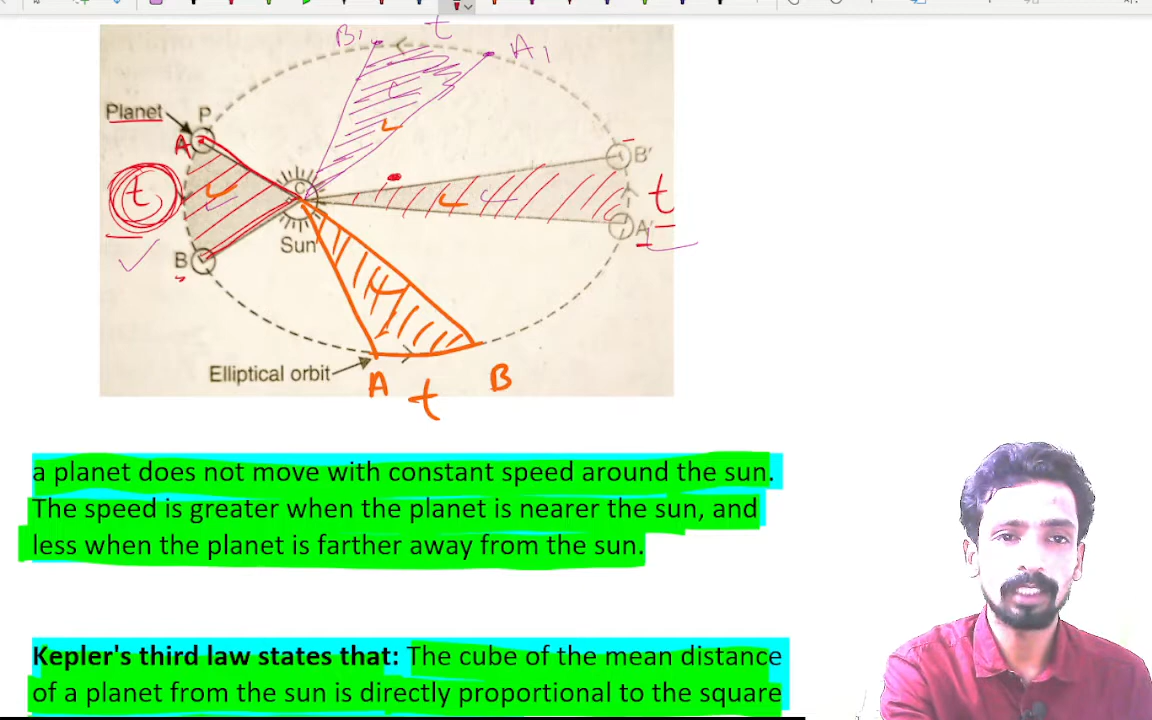 B1
t
A1
Planet
P
A
t
C
B'
t
A'
Sun
B
Elliptical orbit
A
t
B
a planet does not move with constant speed around the sun.
The speed is greater when the planet is nearer the sun, and
less when the planet is farther away from the sun.
Kepler's third law states that: The cube of the mean distance
of a planet from the sun is directly proportional to the square